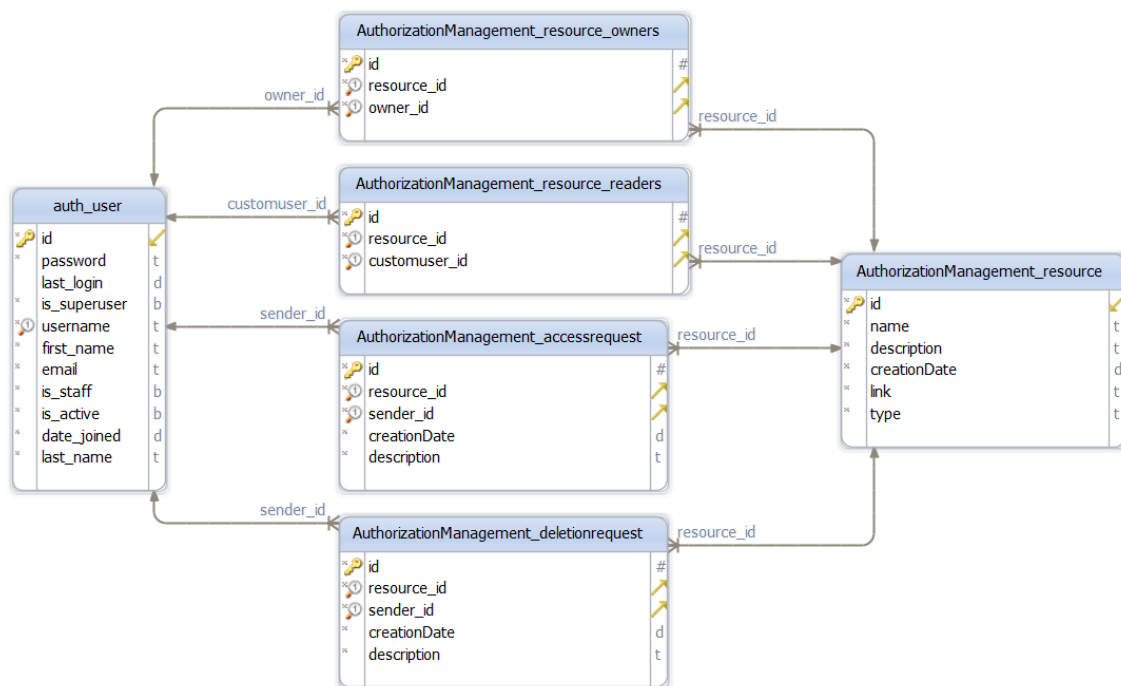 AuthorizationManagement_resource_owners
id #
resource_id
owner_id
owner_id
resource_id
AuthorizationManagement_resource_readers
id #
resource_id
customuser_id
customuser_id
resource_id
auth_user
id
password t
last_login d
is_superuser b
username t
first_name t
email t
is_staff b
is_active b
date_joined d
last_name t
sender_id
AuthorizationManagement_accessrequest
id #
resource_id
sender_id
creationDate d
description t
resource_id
AuthorizationManagement_resource
id
name t
description t
creationDate d
link t
type t
sender_id
AuthorizationManagement_deletionrequest
id #
resource_id
sender_id
creationDate d
description t
resource_id